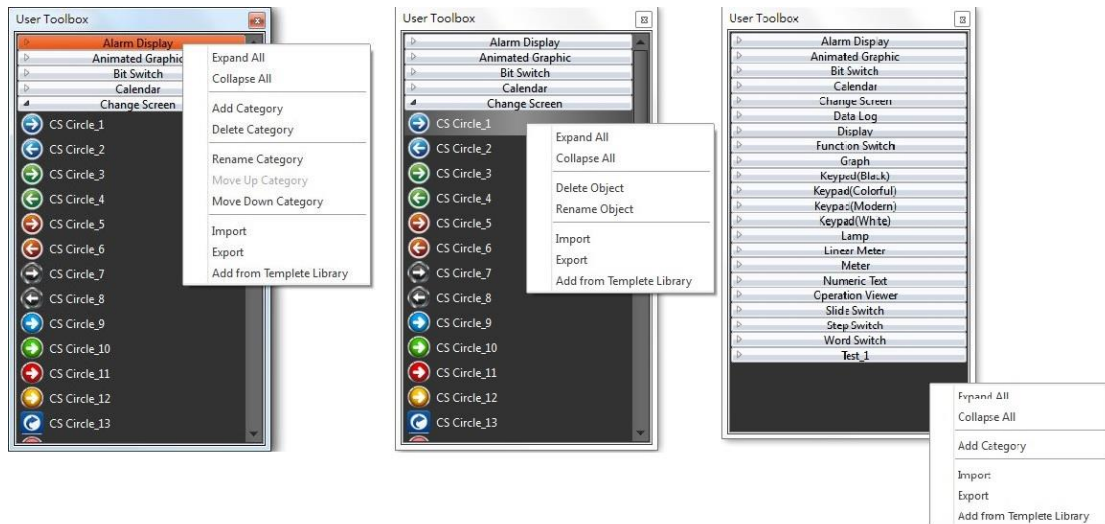 User Toolbox
Alarm Display
Animated Graphic
Bit Switch
Calendar
Change Screen
CS Circle_1
CS Circle_2
CS Circle_3
CS Circle_4
CS Circle_5
CS Circle_6
CS Circle_7
CS Circle_8
CS Circle_9
CS Circle_10
CS Circle_11
CS Circle_12
CS Circle_13
Expand All
Collapse All
Add Category
Delete Category
Rename Category
Move Up Category
Move Down Category
Import
Export
Add from Templete Library
User Toolbox
Alarm Display
Animated Graphic
Bit Switch
Calendar
Change Screen
CS Circle_1
CS Circle_2
CS Circle_3
CS Circle_4
CS Circle_5
CS Circle_6
CS Circle_7
CS Circle_8
CS Circle_9
CS Circle_10
CS Circle_11
CS Circle_12
CS Circle_13
Expand All
Collapse All
Delete Object
Rename Object
Import
Export
Add from Templete Library
User Toolbox
Alarm Display
Animated Graphic
Bit Switch
Calendar
Change Screen
Data Log
Display
Function Switch
Graph
Keypad(Black)
Keypad(Colorful)
Keypad(Modern)
Keypad(White)
Lamp
Linear Meter
Meter
Numeric Text
Operation Viewer
Slide Switch
Step Switch
Word Switch
Test_1
Expand All
Collapse All
Add Category
Import
Export
Add from Templete Library